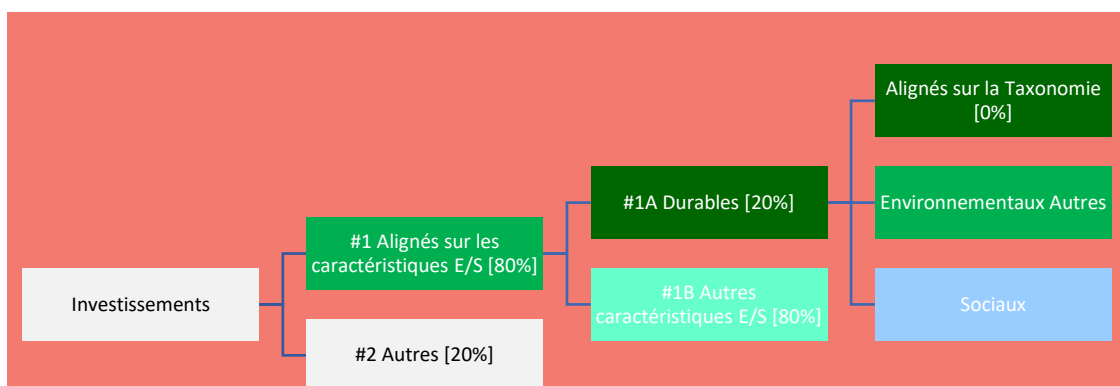 Investissements
#1 Alignés sur les
caractéristiques E/S [80%]
#2 Autres [20%]
#1A Durables [20%]
#1B Autres
caractéristiques E/S [80%]
Alignés sur la Taxonomie
[0%]
Environnementaux Autres
Sociaux